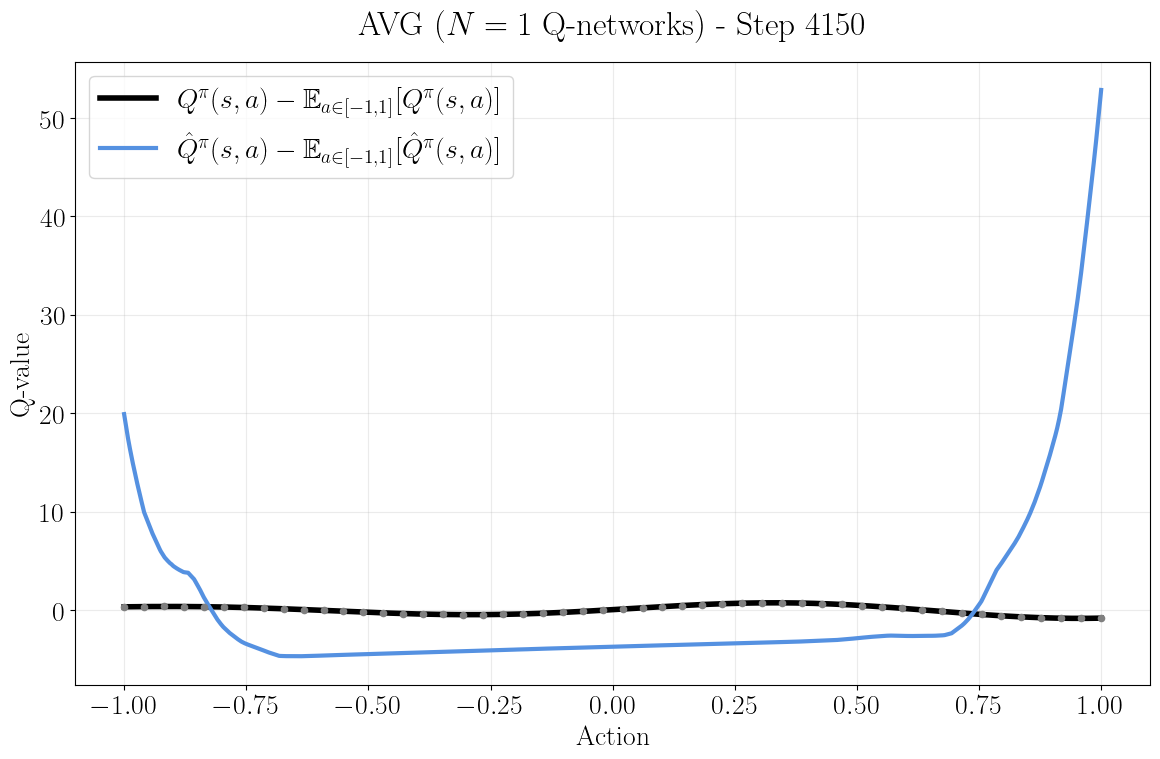 AVG (N = 1 Q-networks) - Step 4150
Q^π(s, a) − 𝔼_{a∈[−1,1]}[Q^π(s, a)]
Q̂^π(s, a) − 𝔼_{a∈[−1,1]}[Q̂^π(s, a)]
Q-value
50
40
30
20
10
0
−1.00 −0.75 −0.50 −0.25 0.00 0.25 0.50 0.75 1.00
Action